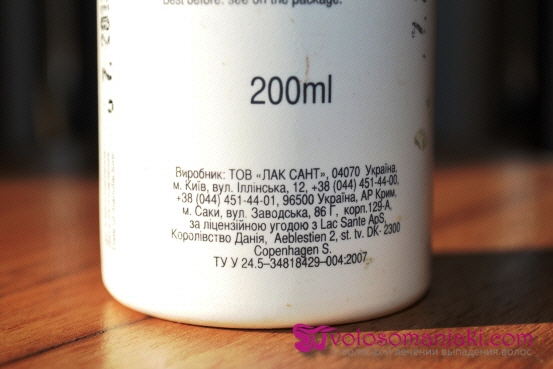 Best before: see on the package.
200ml
Виробник: ТОВ «ЛАК САНТ», 04070 Україна,
м. Київ, вул. Іллінська, 12, +38 (044) 451-44-00,
+38 (044) 451-44-01, 96500 Україна, АР Крим,
м. Саки, вул. Заводська, 86 Г, корп.129-А,
за ліцензійною угодою з Lac Sante ApS,
Королівство Данія, Aeblestien 2, st. tv. DK- 2300
Copenhagen S.
ТУ У 24.5–34818429–004:2007
volosomanjaki.com
выпадения волос